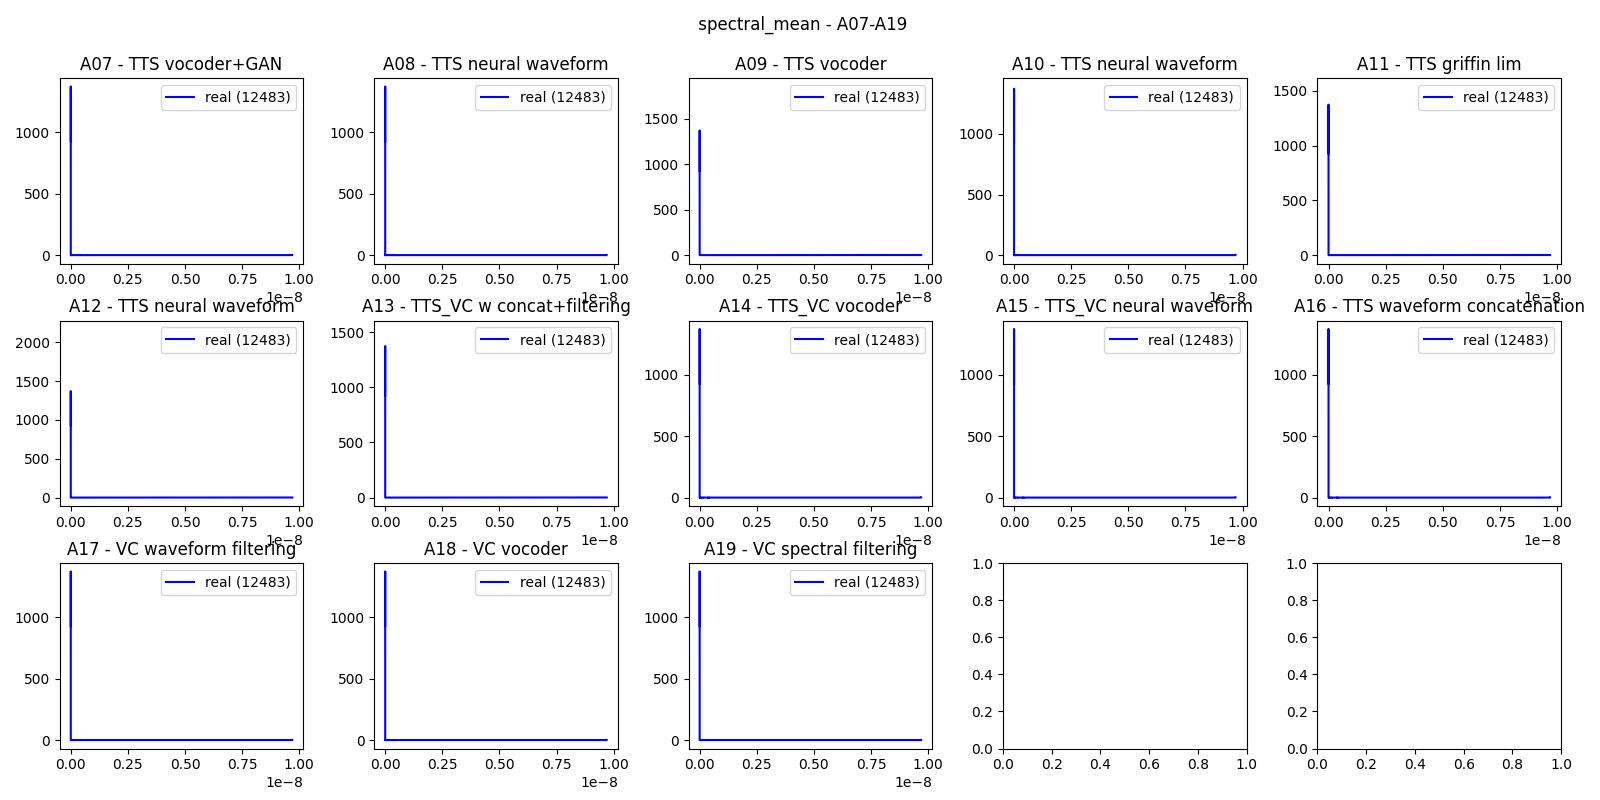 spectral_mean - A07-A19
A07 - TTS vocoder+GAN
real (12483)
1000
500
0
0.00 0.25 0.50 0.75 1.00
1e−8
A08 - TTS neural waveform
real (12483)
1000
500
0
0.00 0.25 0.50 0.75 1.00
1e−8
A09 - TTS vocoder
real (12483)
1500
1000
500
0
0.00 0.25 0.50 0.75 1.00
1e−8
A10 - TTS neural waveform
real (12483)
1000
500
0
0.00 0.25 0.50 0.75 1.00
1e−8
A11 - TTS griffin lim
real (12483)
1500
1000
500
0
0.00 0.25 0.50 0.75 1.00
1e−8
A12 - TTS neural waveform
real (12483)
2000
1500
1000
500
0
0.00 0.25 0.50 0.75 1.00
1e−8
A13 - TTS_VC w concat+filtering
real (12483)
1500
1000
500
0
0.00 0.25 0.50 0.75 1.00
1e−8
A14 - TTS_VC vocoder
real (12483)
1000
500
0
0.00 0.25 0.50 0.75 1.00
1e−8
A15 - TTS_VC neural waveform
real (12483)
1000
500
0
0.00 0.25 0.50 0.75 1.00
1e−8
A16 - TTS waveform concatenation
real (12483)
1000
500
0
0.00 0.25 0.50 0.75 1.00
1e−8
A17 - VC waveform filtering
real (12483)
1000
500
0
0.00 0.25 0.50 0.75 1.00
1e−8
A18 - VC vocoder
real (12483)
1000
500
0
0.00 0.25 0.50 0.75 1.00
1e−8
A19 - VC spectral filtering
real (12483)
1000
500
0
0.00 0.25 0.50 0.75 1.00
1e−8
1.0
0.8
0.6
0.4
0.2
0.0
0.0 0.2 0.4 0.6 0.8 1.0
1.0
0.8
0.6
0.4
0.2
0.0
0.0 0.2 0.4 0.6 0.8 1.0